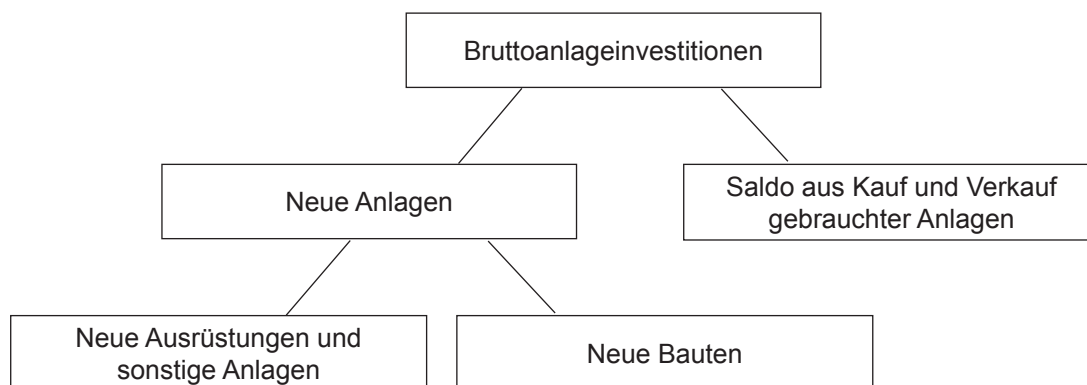 Bruttoanlageinvestitionen
Neue Anlagen
Saldo aus Kauf und Verkauf
gebrauchter Anlagen
Neue Ausrüstungen und
sonstige Anlagen
Neue Bauten